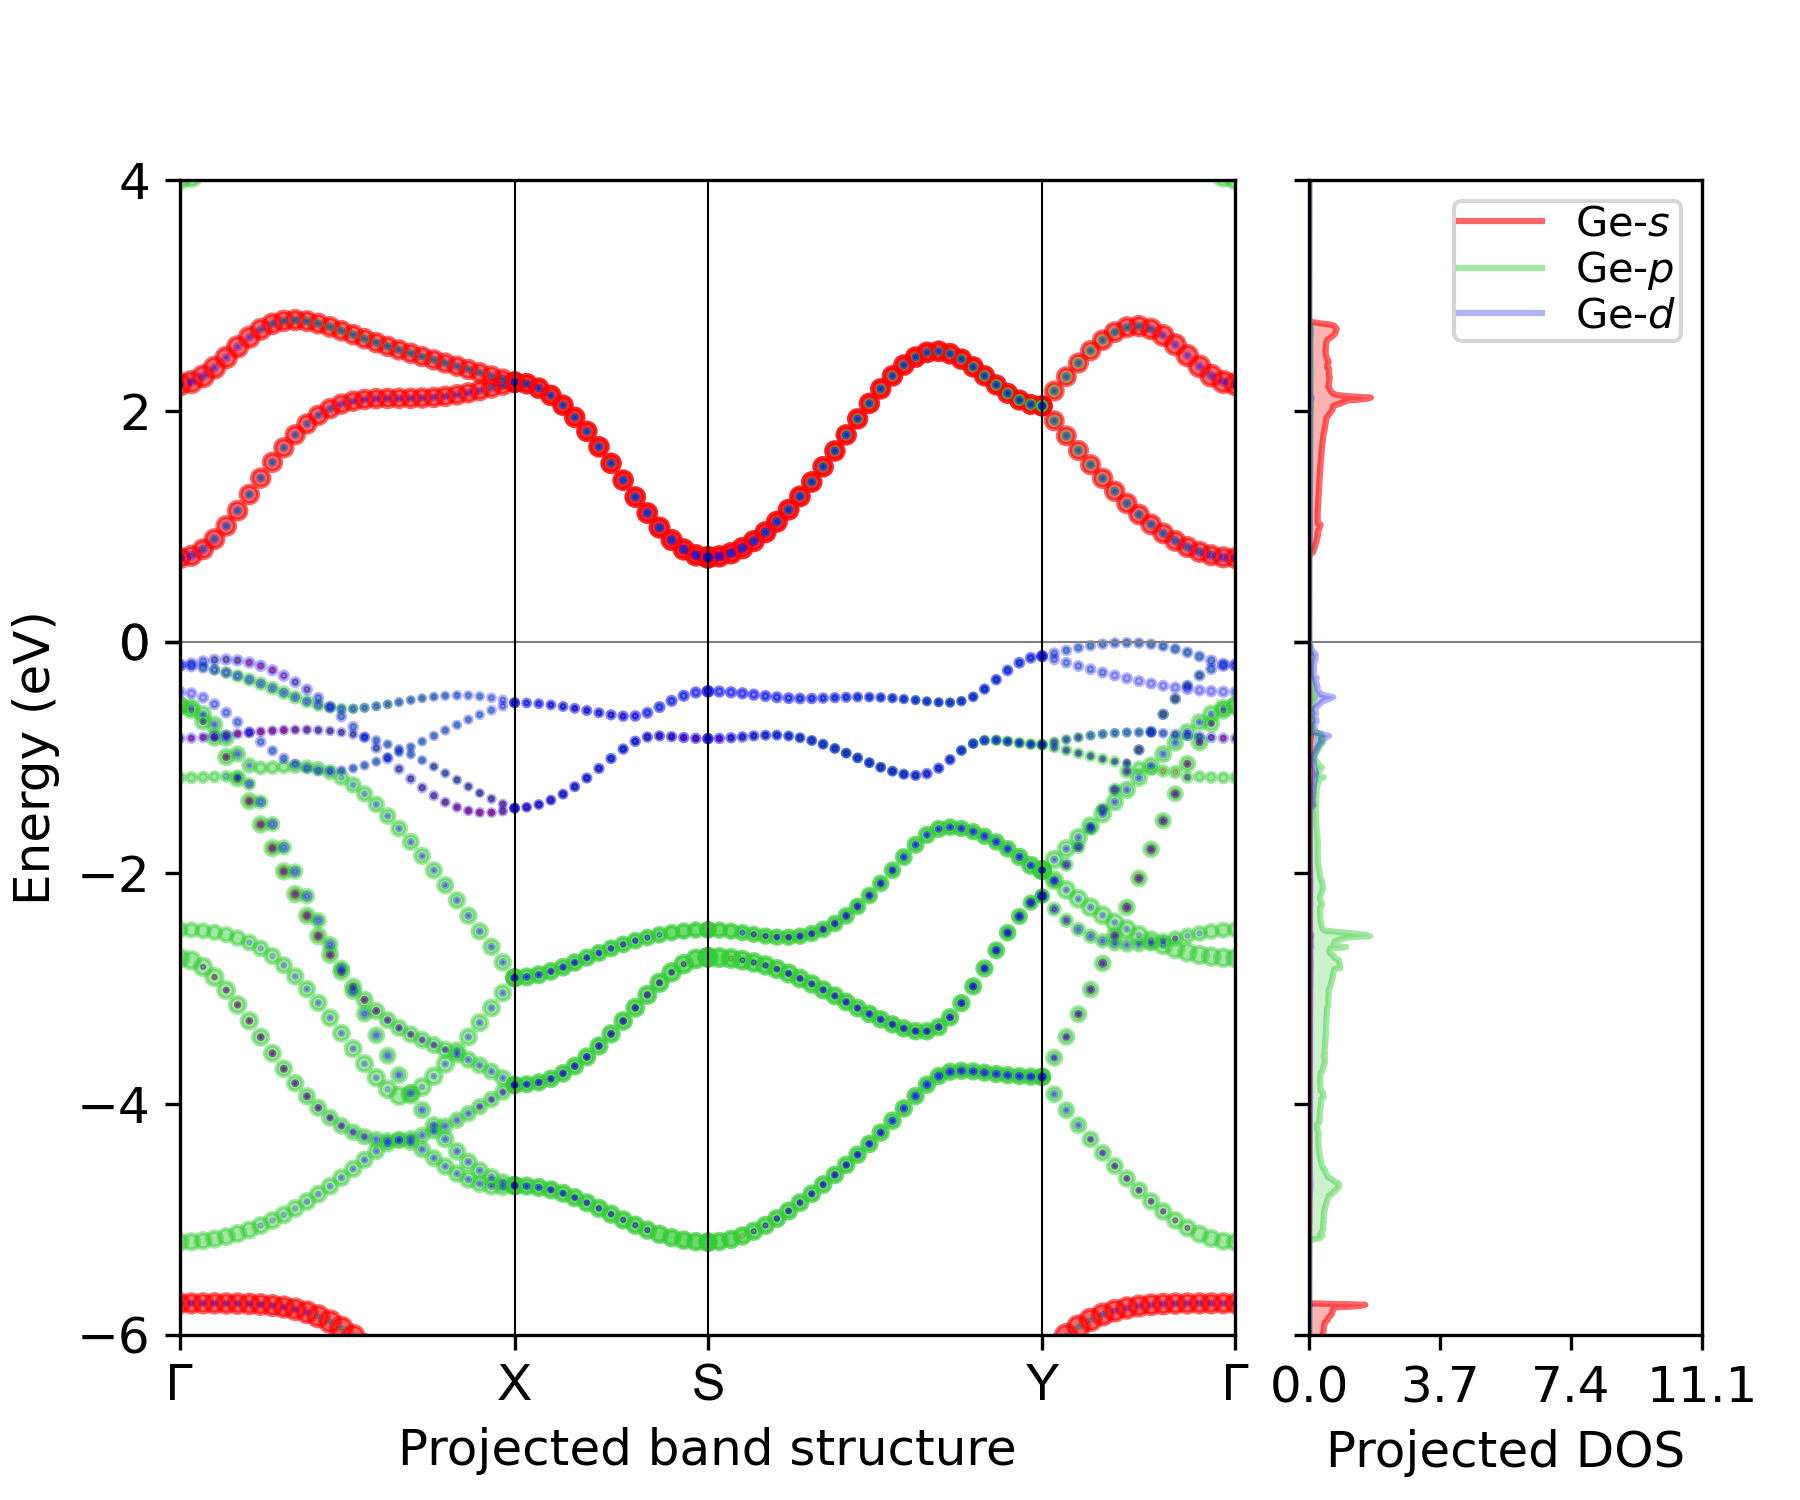 4
2
0
−2
−4
−6
Energy (eV)
Γ X S Y Γ
Projected band structure
Ge-s
Ge-p
Ge-d
0.0 3.7 7.4 11.1
Projected DOS